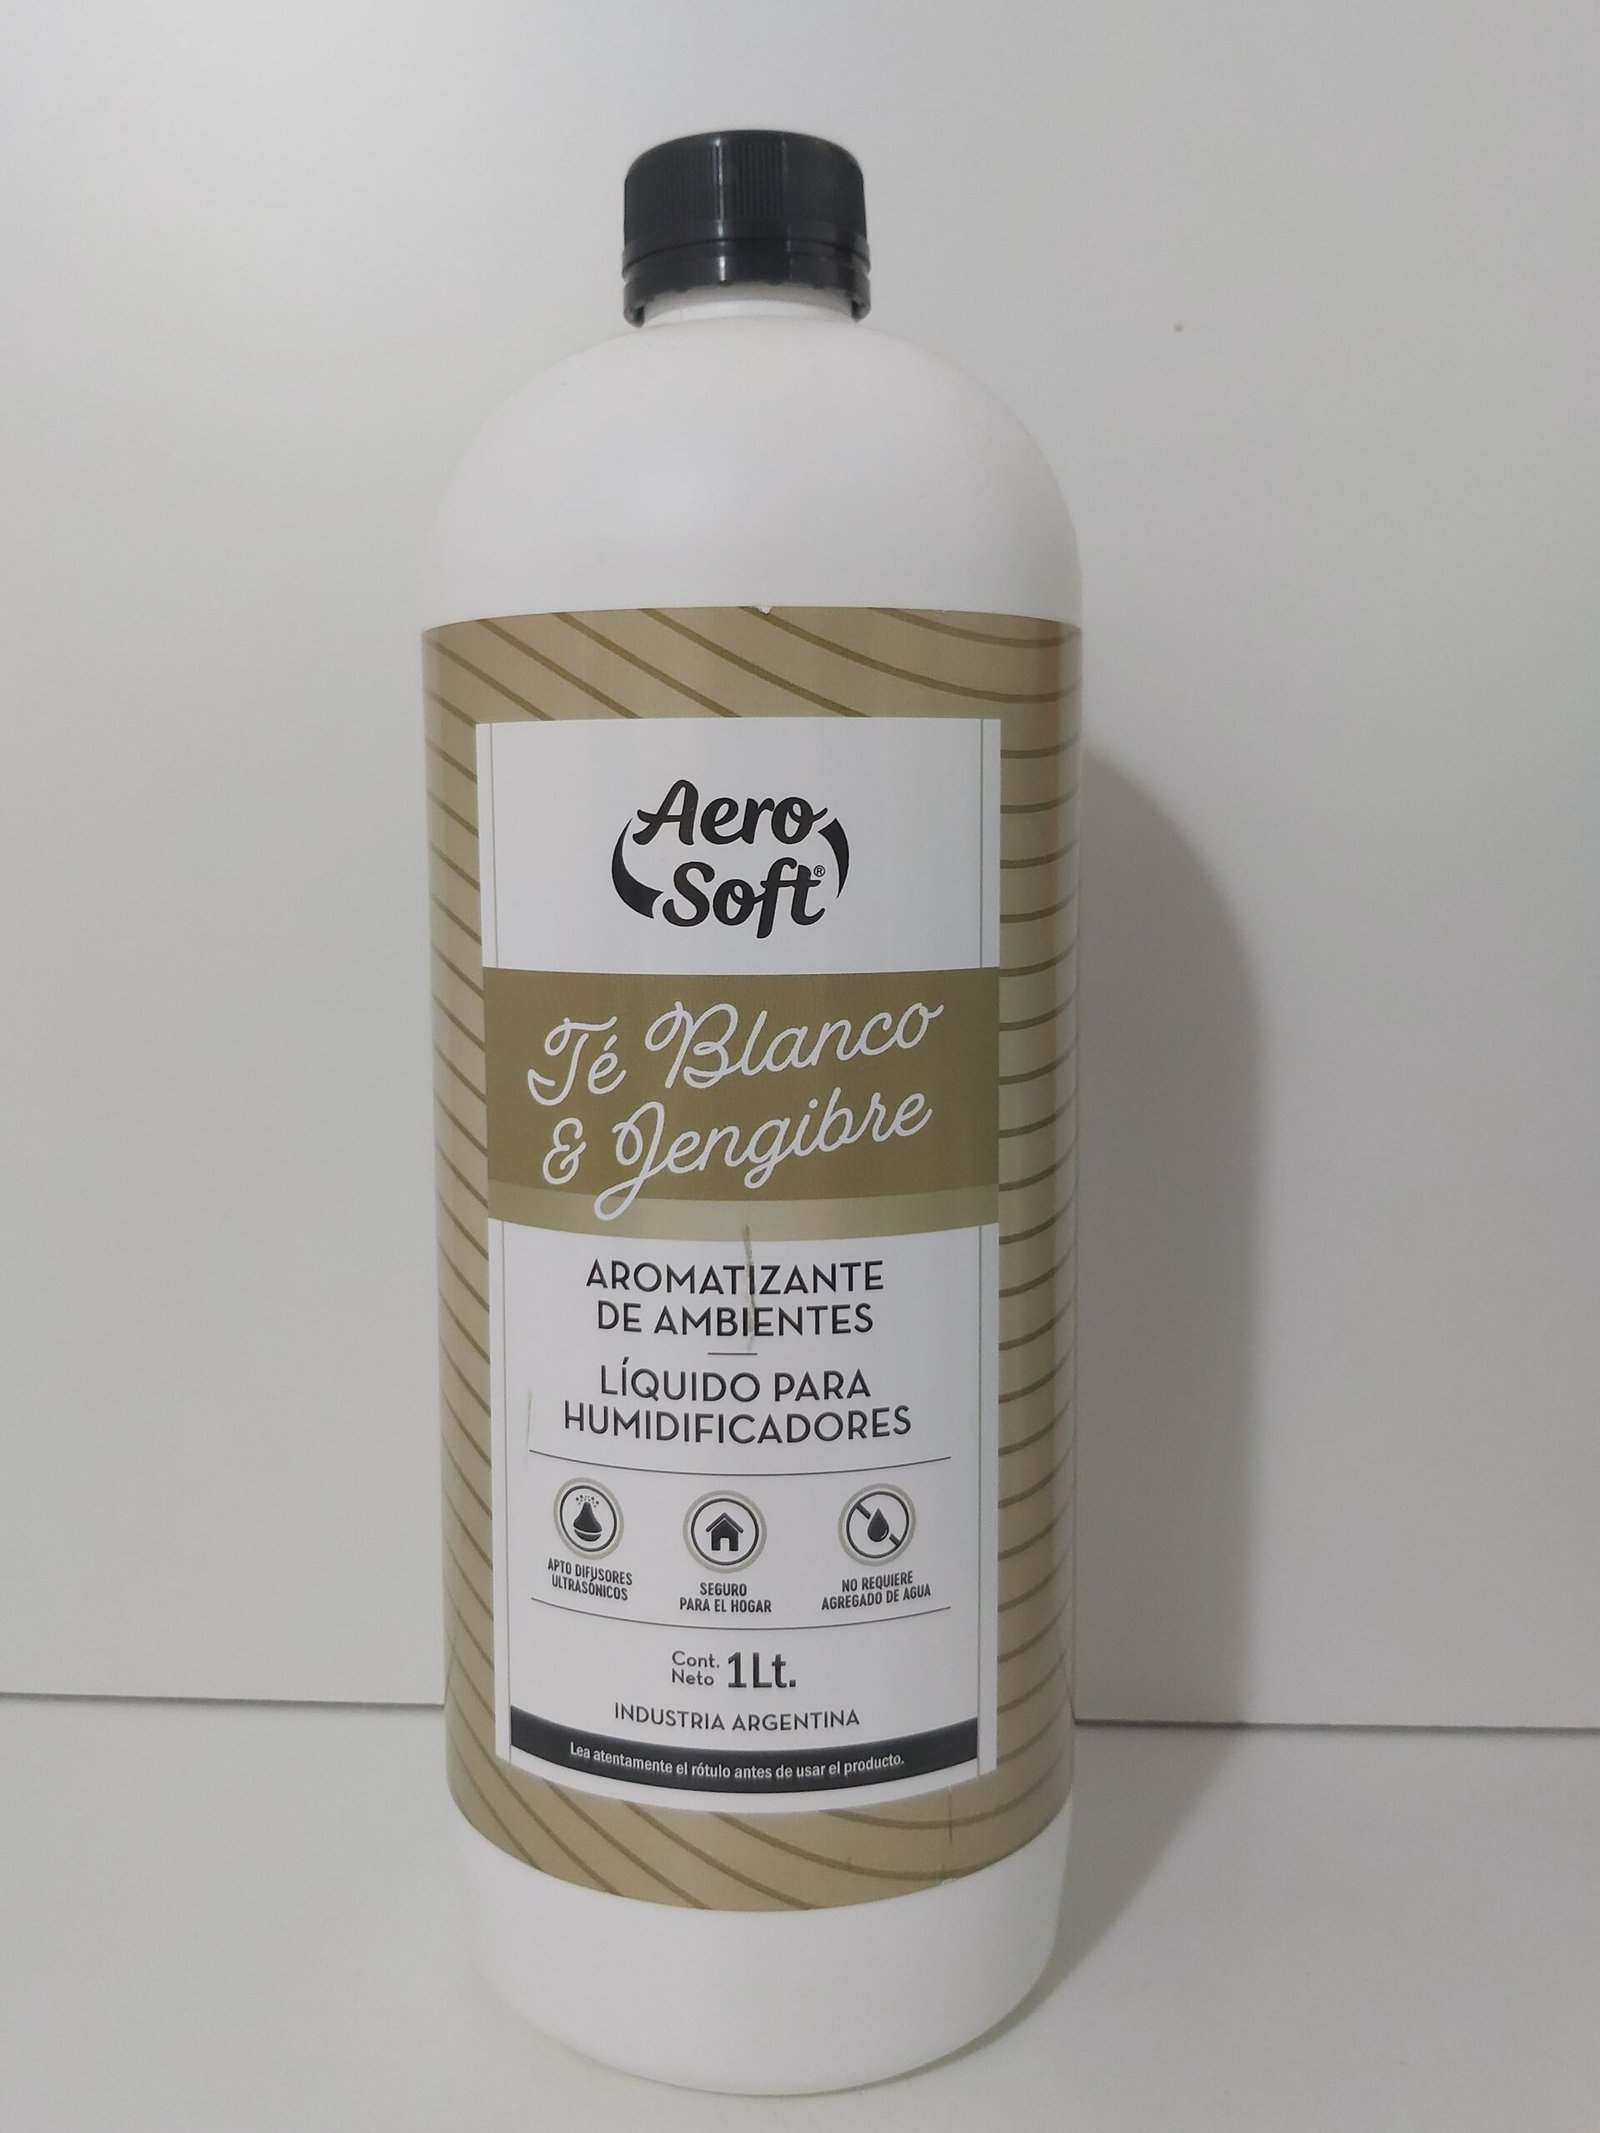 Aero
Soft®
Té Blanco
& Jengibre
AROMATIZANTE
DE AMBIENTES
LÍQUIDO PARA
HUMIDIFICADORES
APTO DIFUSORES
ULTRASÓNICOS
SEGURO
PARA EL HOGAR
NO REQUIERE
AGREGADO DE AGUA
Cont.
Neto 1Lt.
INDUSTRIA ARGENTINA
Lea atentamente el rótulo antes de usar el producto.